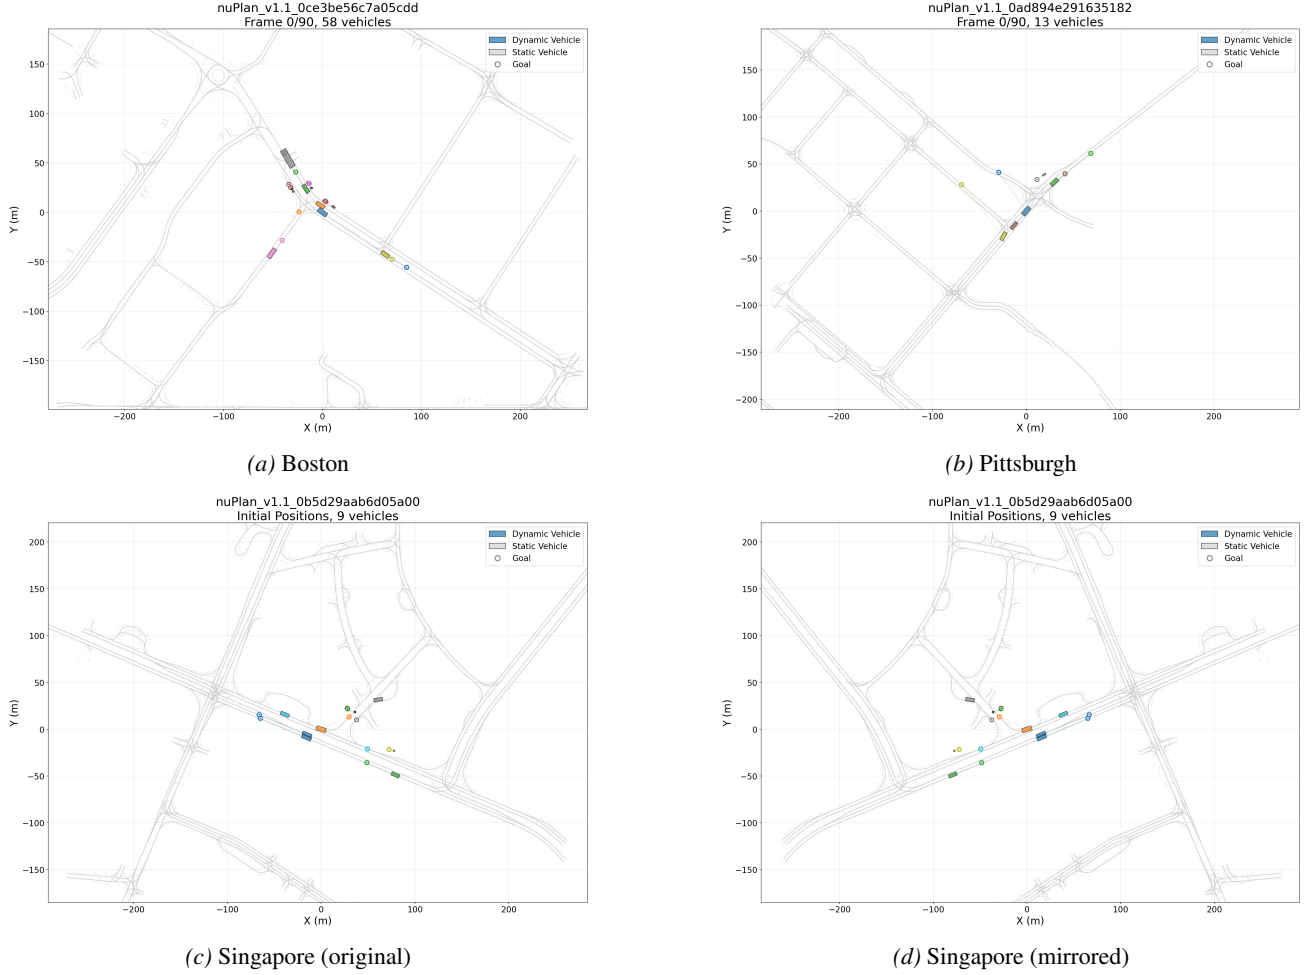 nuPlan_v1.1_0ce3be56c7a05cdd
Frame 0/90, 58 vehicles
Dynamic Vehicle
Static Vehicle
Goal
150
100
50
0
−50
−100
−150
Y (m)
−200
−100
0
100
200
X (m)
(a) Boston
nuPlan_v1.1_0ad894e291635182
Frame 0/90, 13 vehicles
Dynamic Vehicle
Static Vehicle
Goal
150
100
50
0
−50
−100
−150
−200
Y (m)
−200
−100
0
100
200
X (m)
(b) Pittsburgh
nuPlan_v1.1_0b5d29aab6d05a00
Initial Positions, 9 vehicles
Dynamic Vehicle
Static Vehicle
Goal
200
150
100
50
0
−50
−100
−150
Y (m)
−200
−100
0
100
200
X (m)
(c) Singapore (original)
nuPlan_v1.1_0b5d29aab6d05a00
Initial Positions, 9 vehicles
Dynamic Vehicle
Static Vehicle
Goal
200
150
100
50
0
−50
−100
−150
Y (m)
−200
−100
0
100
200
X (m)
(d) Singapore (mirrored)